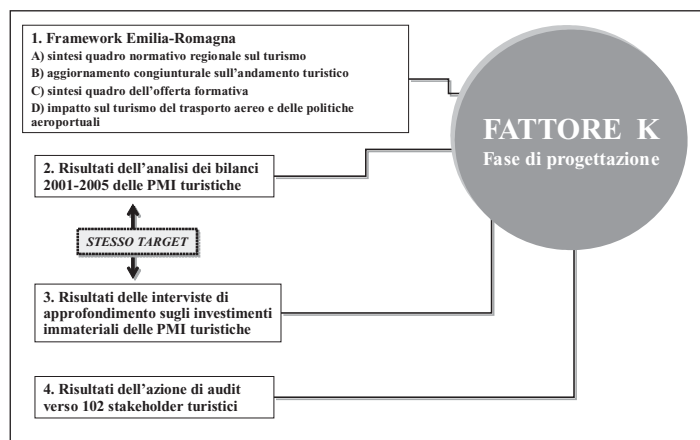 1. Framework Emilia-Romagna
A) sintesi quadro normativo regionale sul turismo
B) aggiornamento congiunturale sull'andamento turistico
C) sintesi quadro dell'offerta formativa
D) impatto sul turismo del trasporto aereo e delle politiche
aeroportuali
FATTORE K
Fase di progettazione
2. Risultati dell'analisi dei bilanci
2001-2005 delle PMI turistiche
STESSO TARGET
3. Risultati delle interviste di
approfondimento sugli investimenti
immateriali delle PMI turistiche
4. Risultati dell'azione di audit
verso 102 stakeholder turistici